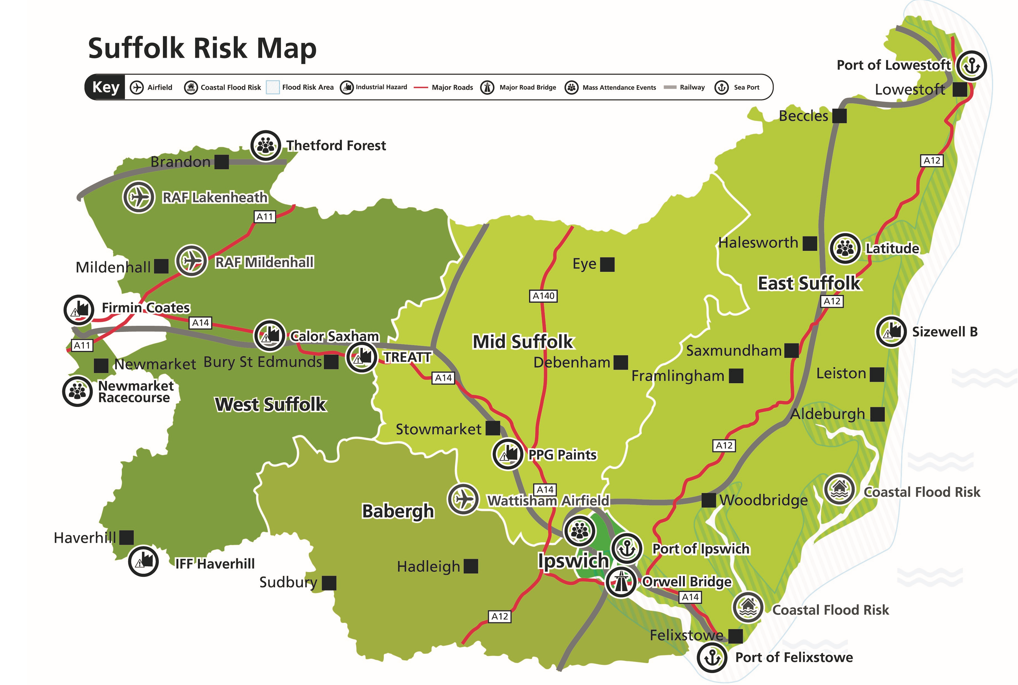 Suffolk Risk Map
Key Airfield Coastal Flood Risk Flood Risk Area Industrial Hazard Major Roads Major Road Bridge Mass Attendance Events Railway Sea Port
Port of Lowestoft
Lowestoft
Beccles
Thetford Forest
Brandon
A12
RAF Lakenheath
A11
Halesworth
Latitude
Mildenhall
RAF Mildenhall
Eye
East Suffolk
A140
A12
Firmin Coates
A14
Sizewell B
Calor Saxham
Mid Suffolk
A11
TREATT
Saxmundham
Newmarket
Bury St Edmunds
Debenham
Framlingham
Leiston
A14
Newmarket
Racecourse
West Suffolk
Aldeburgh
Stowmarket
A12
PPG Paints
A14
Coastal Flood Risk
Wattisham Airfield
Woodbridge
Babergh
Haverhill
Port of Ipswich
IFF Haverhill
Ipswich
Hadleigh
Sudbury
Orwell Bridge
A14
Coastal Flood Risk
A12
Felixstowe
Port of Felixstowe